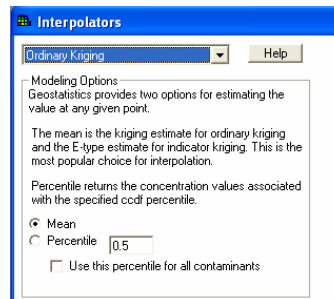 Interpolators
Ordinary Kriging
Help
Modeling Options
Geostatistics provides two options for estimating the
value at any given point.
The mean is the kriging estimate for ordinary kriging
and the E-type estimate for indicator kriging. This is the
most popular choice for interpolation.
Percentile returns the concentration values associated
with the specified ccdf percentile.
Mean
Percentile 0.5
Use this percentile for all contaminants